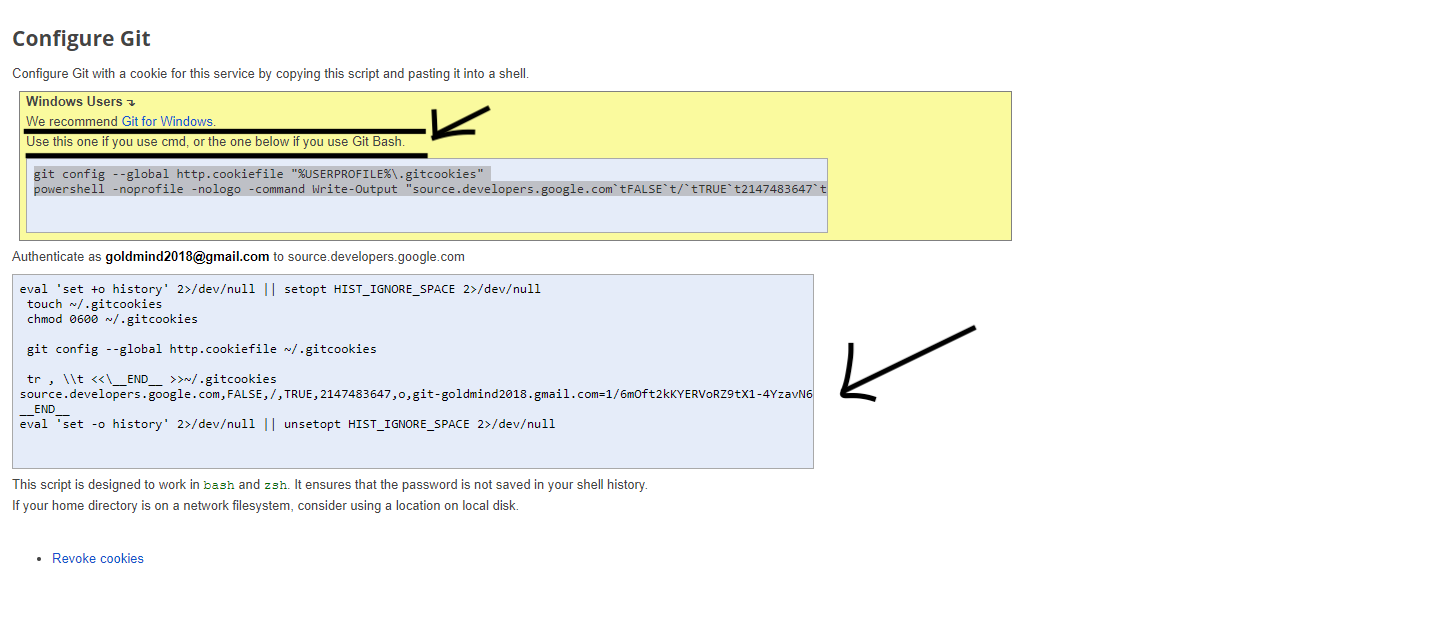 Configure Git
Configure Git with a cookie for this service by copying this script and pasting it into a shell.
Windows Users ↴
We recommend Git for Windows.
Use this one if you use cmd, or the one below if you use Git Bash.
git config --global http.cookiefile "%USERPROFILE%\.gitcookies"
powershell -noprofile -nologo -command Write-Output "source.developers.google.com`tFALSE`t/`tTRUE`t2147483647`t
Authenticate as goldmind2018@gmail.com to source.developers.google.com
eval 'set +o history' 2>/dev/null || setopt HIST_IGNORE_SPACE 2>/dev/null
touch ~/.gitcookies
chmod 0600 ~/.gitcookies
git config --global http.cookiefile ~/.gitcookies
tr , \\t <<\__END__ >>~/.gitcookies
source.developers.google.com,FALSE,/,TRUE,2147483647,o,git-goldmind2018.gmail.com=1/6mOft2kKYERVoRZ9tX1-4YzavN6
__END__
eval 'set -o history' 2>/dev/null || unsetopt HIST_IGNORE_SPACE 2>/dev/null
This script is designed to work in bash and zsh. It ensures that the password is not saved in your shell history.
If your home directory is on a network filesystem, consider using a location on local disk.
• Revoke cookies